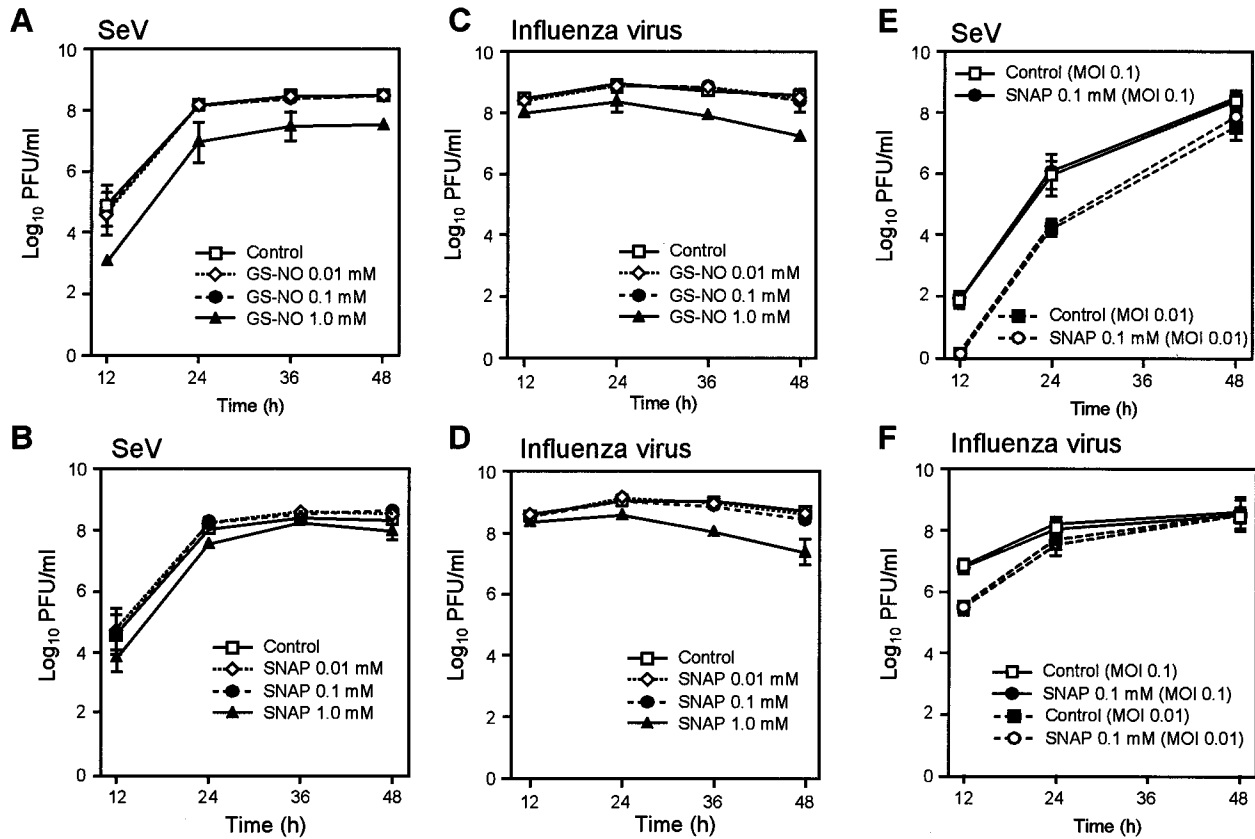 A
SeV
Log10 PFU/ml
10
8
6
4
2
0
Control
GS-NO 0.01 mM
GS-NO 0.1 mM
GS-NO 1.0 mM
12 24 36 48
Time (h)
C
Influenza virus
Log10 PFU/ml
10
8
6
4
2
0
Control
GS-NO 0.01 mM
GS-NO 0.1 mM
GS-NO 1.0 mM
12 24 36 48
Time (h)
E
SeV
Log10 PFU/ml
10
8
6
4
2
0
Control (MOI 0.1)
SNAP 0.1 mM (MOI 0.1)
Control (MOI 0.01)
SNAP 0.1 mM (MOI 0.01)
12 24 36 48
Time (h)
B
SeV
Log10 PFU/ml
10
8
6
4
2
0
Control
SNAP 0.01 mM
SNAP 0.1 mM
SNAP 1.0 mM
12 24 36 48
Time (h)
D
Influenza virus
Log10 PFU/ml
10
8
6
4
2
0
Control
SNAP 0.01 mM
SNAP 0.1 mM
SNAP 1.0 mM
12 24 36 48
Time (h)
F
Influenza virus
Log10 PFU/ml
10
8
6
4
2
0
Control (MOI 0.1)
SNAP 0.1 mM (MOI 0.1)
Control (MOI 0.01)
SNAP 0.1 mM (MOI 0.01)
12 24 36 48
Time (h)